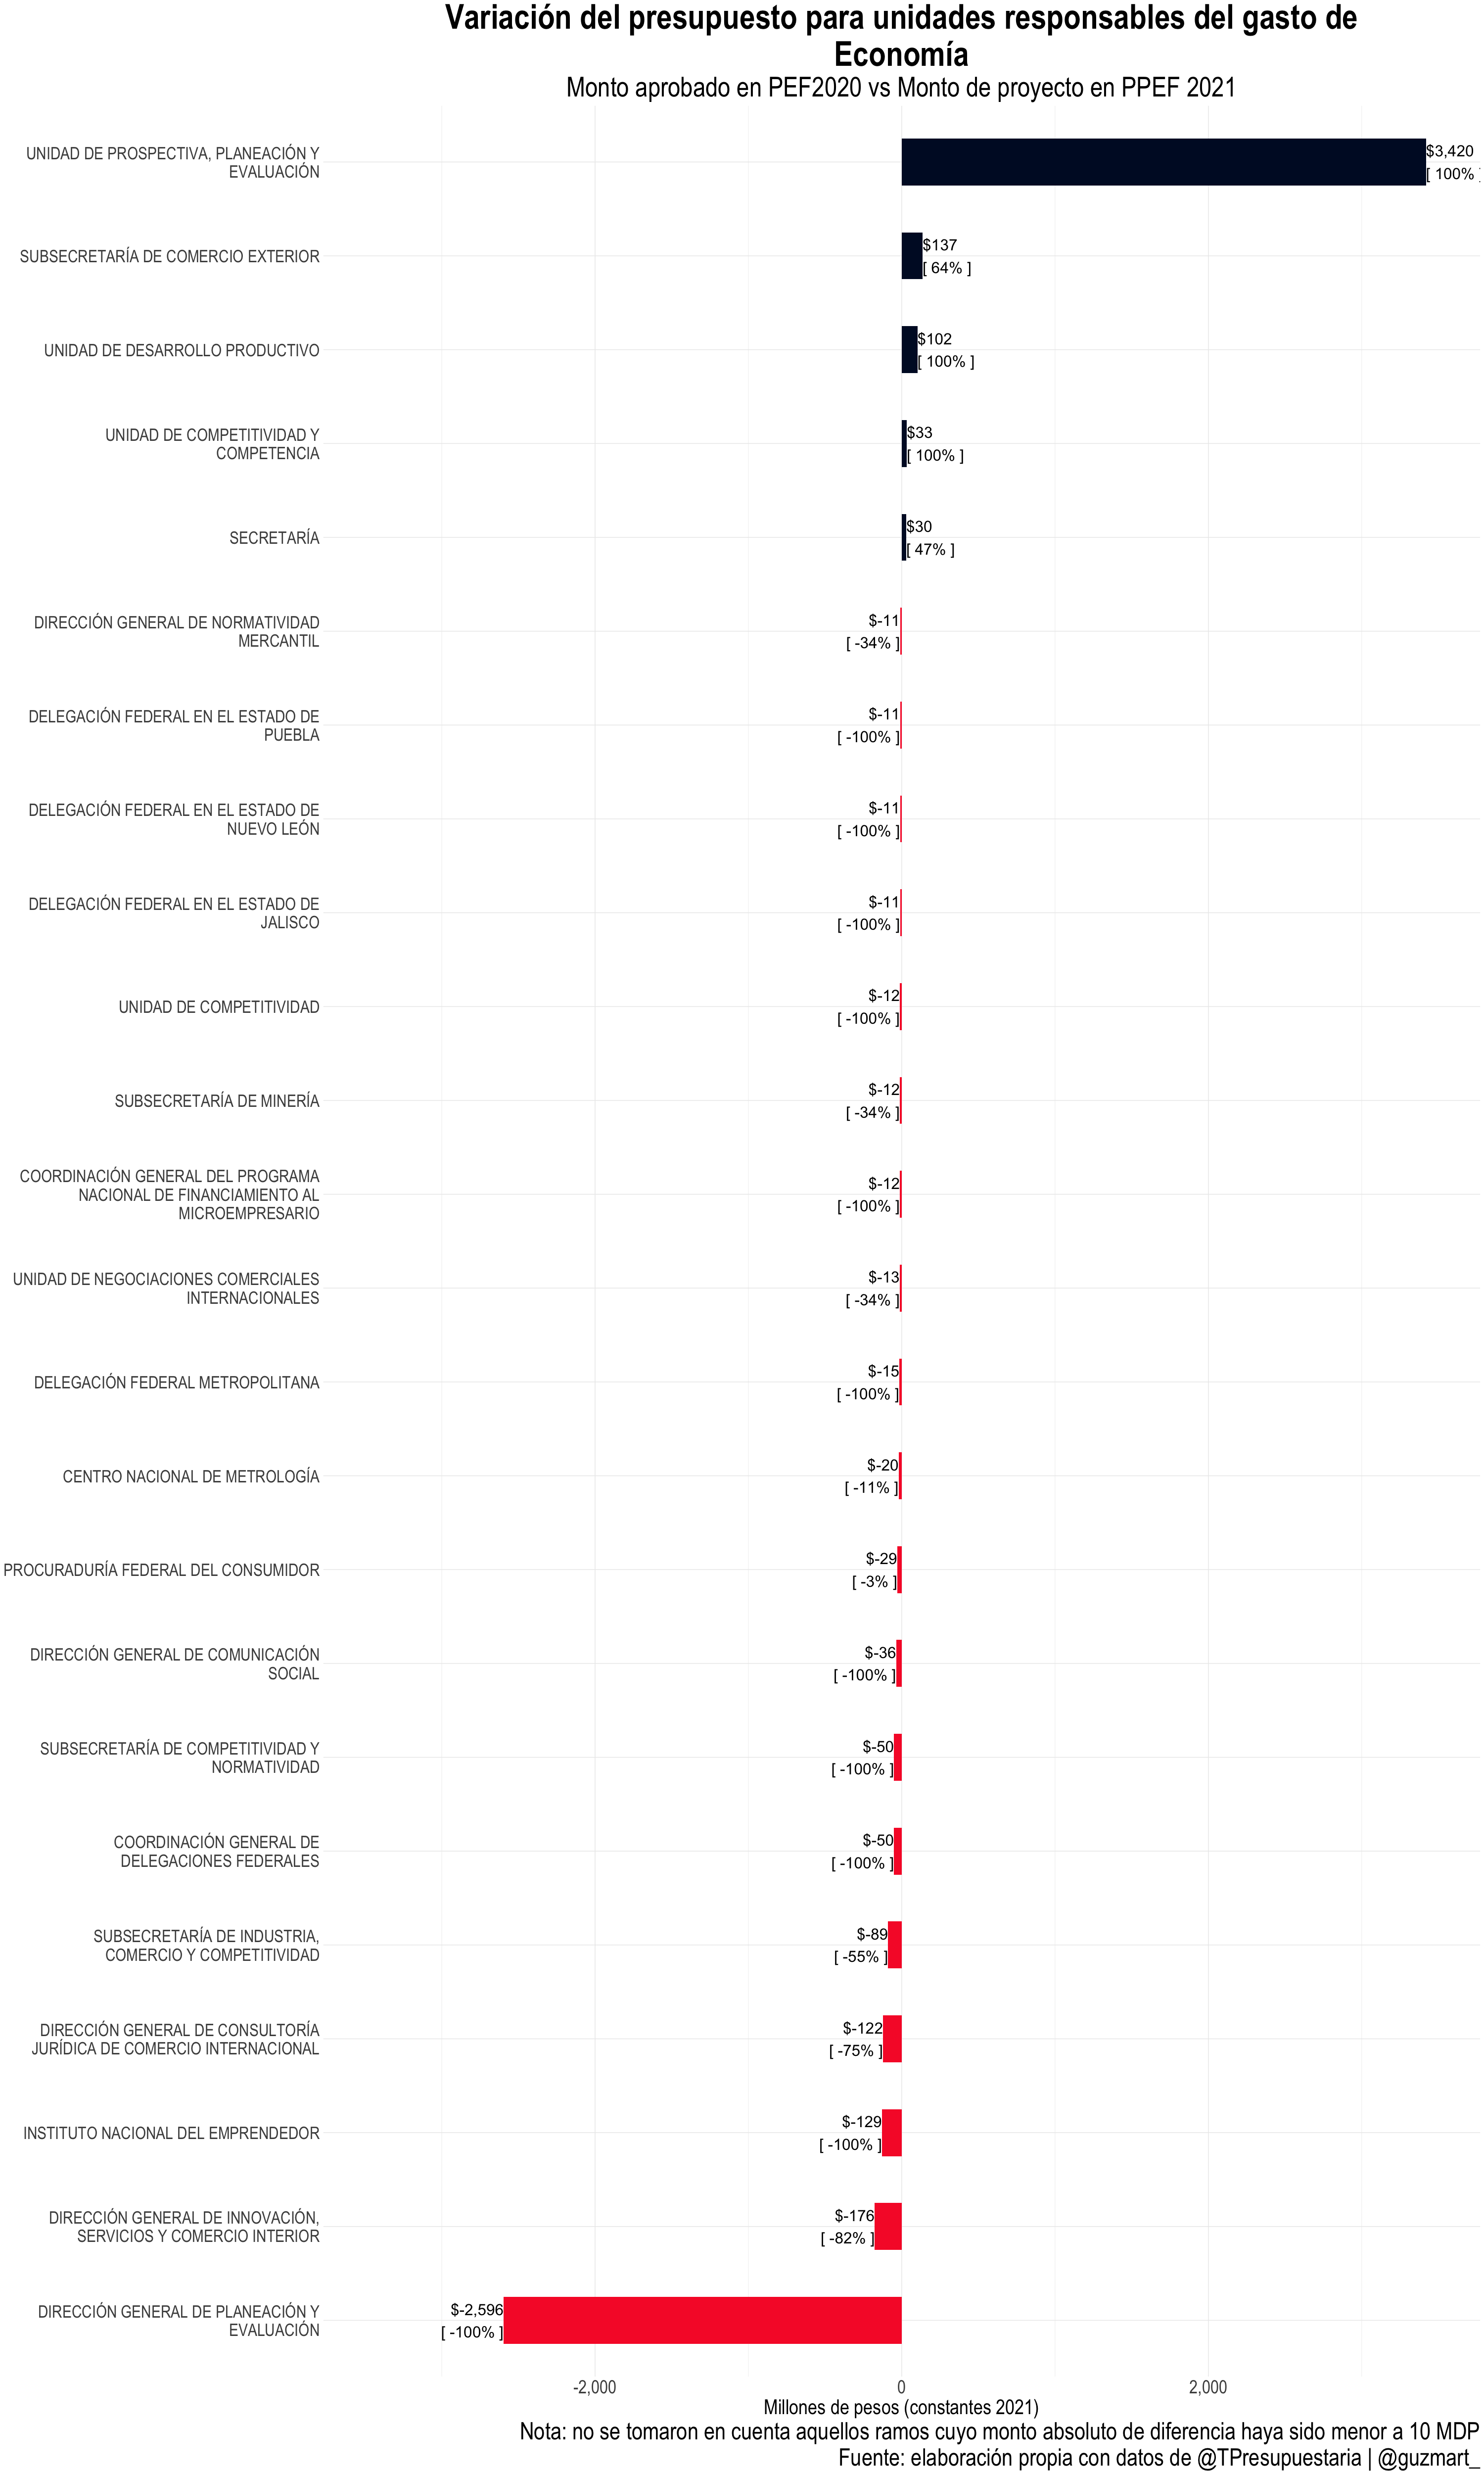 Variación del presupuesto para unidades responsables del gasto de
Economía
Monto aprobado en PEF2020 vs Monto de proyecto en PPEF 2021
UNIDAD DE PROSPECTIVA, PLANEACIÓN Y
EVALUACIÓN
$3,420
[ 100% ]
SUBSECRETARÍA DE COMERCIO EXTERIOR
$137
[ 64% ]
UNIDAD DE DESARROLLO PRODUCTIVO
$102
[ 100% ]
UNIDAD DE COMPETITIVIDAD Y
COMPETENCIA
$33
[ 100% ]
SECRETARÍA
$30
[ 47% ]
DIRECCIÓN GENERAL DE NORMATIVIDAD
MERCANTIL
$-11
[ -34% ]
DELEGACIÓN FEDERAL EN EL ESTADO DE
PUEBLA
$-11
[ -100% ]
DELEGACIÓN FEDERAL EN EL ESTADO DE
NUEVO LEÓN
$-11
[ -100% ]
DELEGACIÓN FEDERAL EN EL ESTADO DE
JALISCO
$-11
[ -100% ]
UNIDAD DE COMPETITIVIDAD
$-12
[ -100% ]
SUBSECRETARÍA DE MINERÍA
$-12
[ -34% ]
COORDINACIÓN GENERAL DEL PROGRAMA
NACIONAL DE FINANCIAMIENTO AL
MICROEMPRESARIO
$-12
[ -100% ]
UNIDAD DE NEGOCIACIONES COMERCIALES
INTERNACIONALES
$-13
[ -34% ]
DELEGACIÓN FEDERAL METROPOLITANA
$-15
[ -100% ]
CENTRO NACIONAL DE METROLOGÍA
$-20
[ -11% ]
PROCURADURÍA FEDERAL DEL CONSUMIDOR
$-29
[ -3% ]
DIRECCIÓN GENERAL DE COMUNICACIÓN
SOCIAL
$-36
[ -100% ]
SUBSECRETARÍA DE COMPETITIVIDAD Y
NORMATIVIDAD
$-50
[ -100% ]
COORDINACIÓN GENERAL DE
DELEGACIONES FEDERALES
$-50
[ -100% ]
SUBSECRETARÍA DE INDUSTRIA,
COMERCIO Y COMPETITIVIDAD
$-89
[ -55% ]
DIRECCIÓN GENERAL DE CONSULTORÍA
JURÍDICA DE COMERCIO INTERNACIONAL
$-122
[ -75% ]
INSTITUTO NACIONAL DEL EMPRENDEDOR
$-129
[ -100% ]
DIRECCIÓN GENERAL DE INNOVACIÓN,
SERVICIOS Y COMERCIO INTERIOR
$-176
[ -82% ]
DIRECCIÓN GENERAL DE PLANEACIÓN Y
EVALUACIÓN
$-2,596
[ -100% ]
-2,000
0
2,000
Millones de pesos (constantes 2021)
Nota: no se tomaron en cuenta aquellos ramos cuyo monto absoluto de diferencia haya sido menor a 10 MDP
Fuente: elaboración propia con datos de @TPresupuestaria | @guzmart_